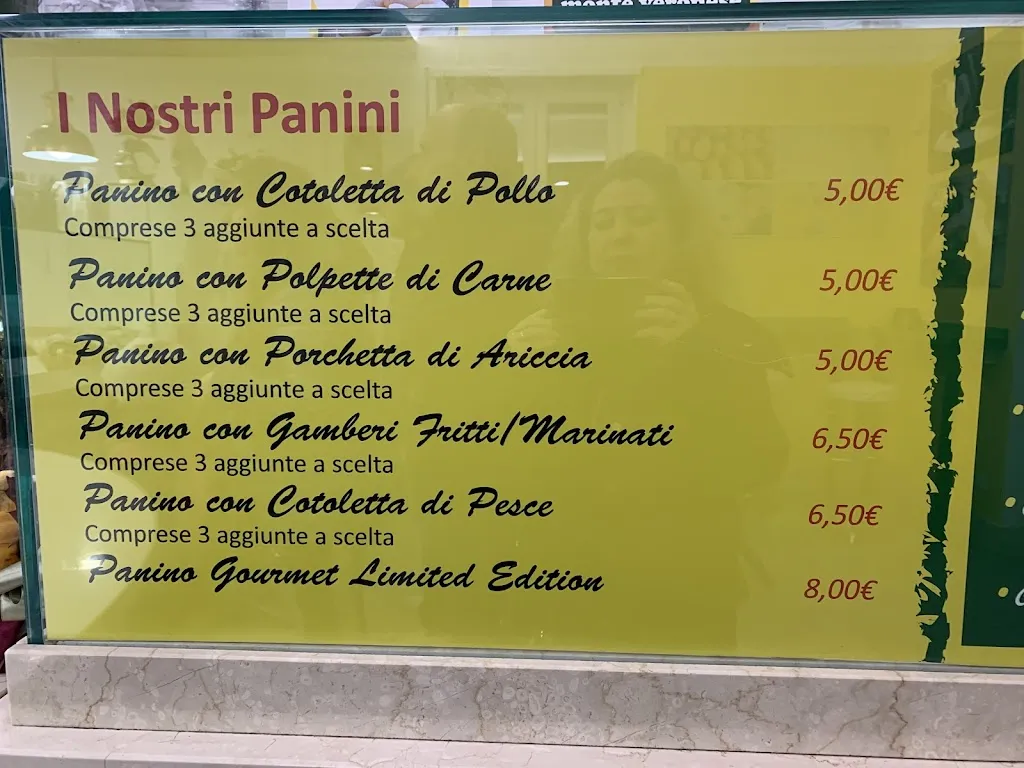 monte veronese
I Nostri Panini
Panino con Cotoletta di Pollo 5,00€
Comprese 3 aggiunte a scelta
Panino con Polpette di Carne 5,00€
Comprese 3 aggiunte a scelta
Panino con Porchetta di Ariccia 5,00€
Comprese 3 aggiunte a scelta
Panino con Gamberi Fritti/Marinati 6,50€
Comprese 3 aggiunte a scelta
Panino con Cotoletta di Pesce 6,50€
Comprese 3 aggiunte a scelta
Panino Gourmet Limited Edition 8,00€